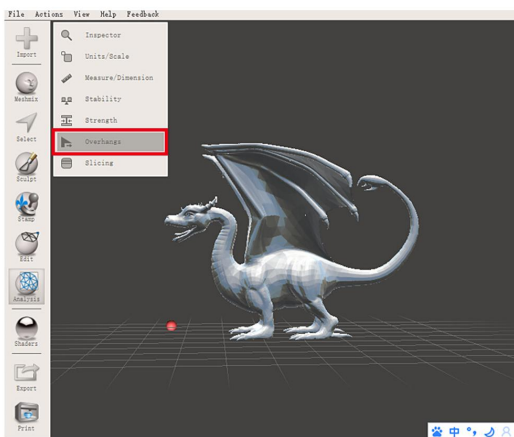 File Actions View Help Feedback
Import
Meshmix
Select
Sculpt
Stamp
Edit
Analysis
Shaders
Export
Print
Inspector
Units/Scale
Measure/Dimension
Stability
Strength
Overhangs
Slicing
中